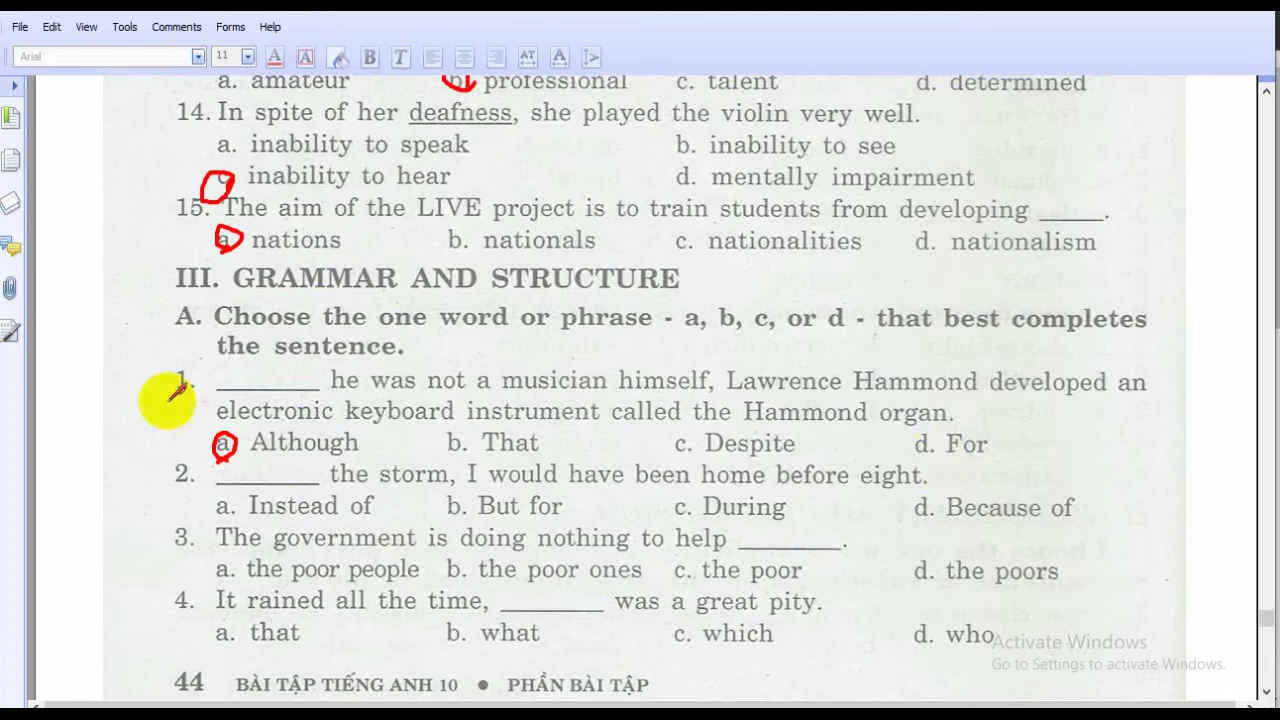 File Edit View Tools Comments Forms Help
Arial 11
a. amateur b. professional c. talent d. determined
14. In spite of her deafness, she played the violin very well.
a. inability to speak b. inability to see
c. inability to hear d. mentally impairment
15. The aim of the LIVE project is to train students from developing _____.
a. nations b. nationals c. nationalities d. nationalism
III. GRAMMAR AND STRUCTURE
A. Choose the one word or phrase - a, b, c, or d - that best completes
the sentence.
1. ________ he was not a musician himself, Lawrence Hammond developed an
electronic keyboard instrument called the Hammond organ.
a. Although b. That c. Despite d. For
2. ________ the storm, I would have been home before eight.
a. Instead of b. But for c. During d. Because of
3. The government is doing nothing to help ________.
a. the poor people b. the poor ones c. the poor d. the poors
4. It rained all the time, ________ was a great pity.
a. that b. what c. which d. who
Activate Windows
Go to Settings to activate Windows.
44 BÀI TẬP TIẾNG ANH 10 ● PHẦN BÀI TẬP